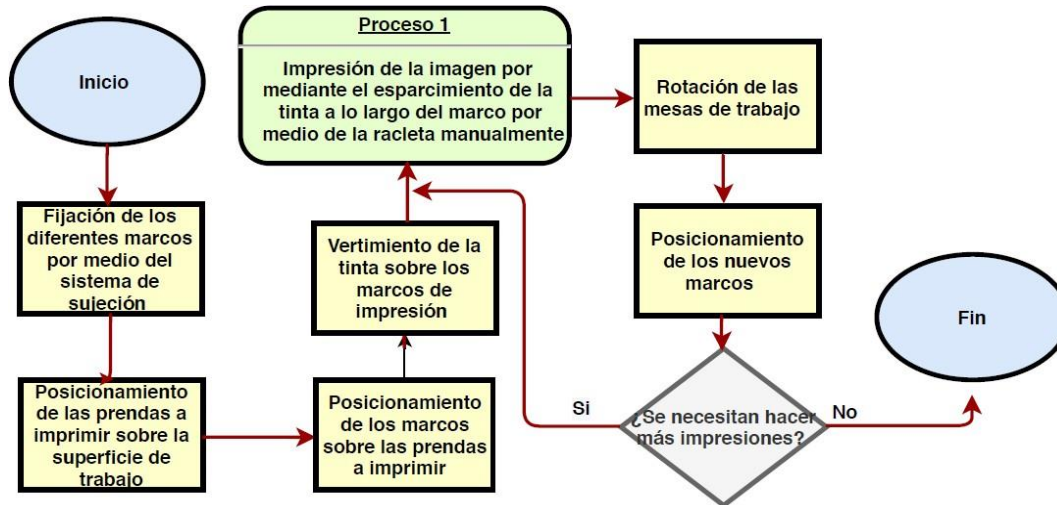 Inicio
Fijación de los
diferentes marcos
por medio del
sistema de
sujeción
Posicionamiento
de las prendas a
imprimir sobre la
superficie de
trabajo
Posicionamiento
de los marcos
sobre las prendas
a imprimir
Vertimiento de la
tinta sobre los
marcos de
impresión
Proceso 1
Impresión de la imagen por
mediante el esparcimiento de la
tinta a lo largo del marco por
medio de la racleta manualmente
Rotación de las
mesas de trabajo
Posicionamiento
de los nuevos
marcos
¿Se necesitan hacer
más impresiones?
Si
No
Fin